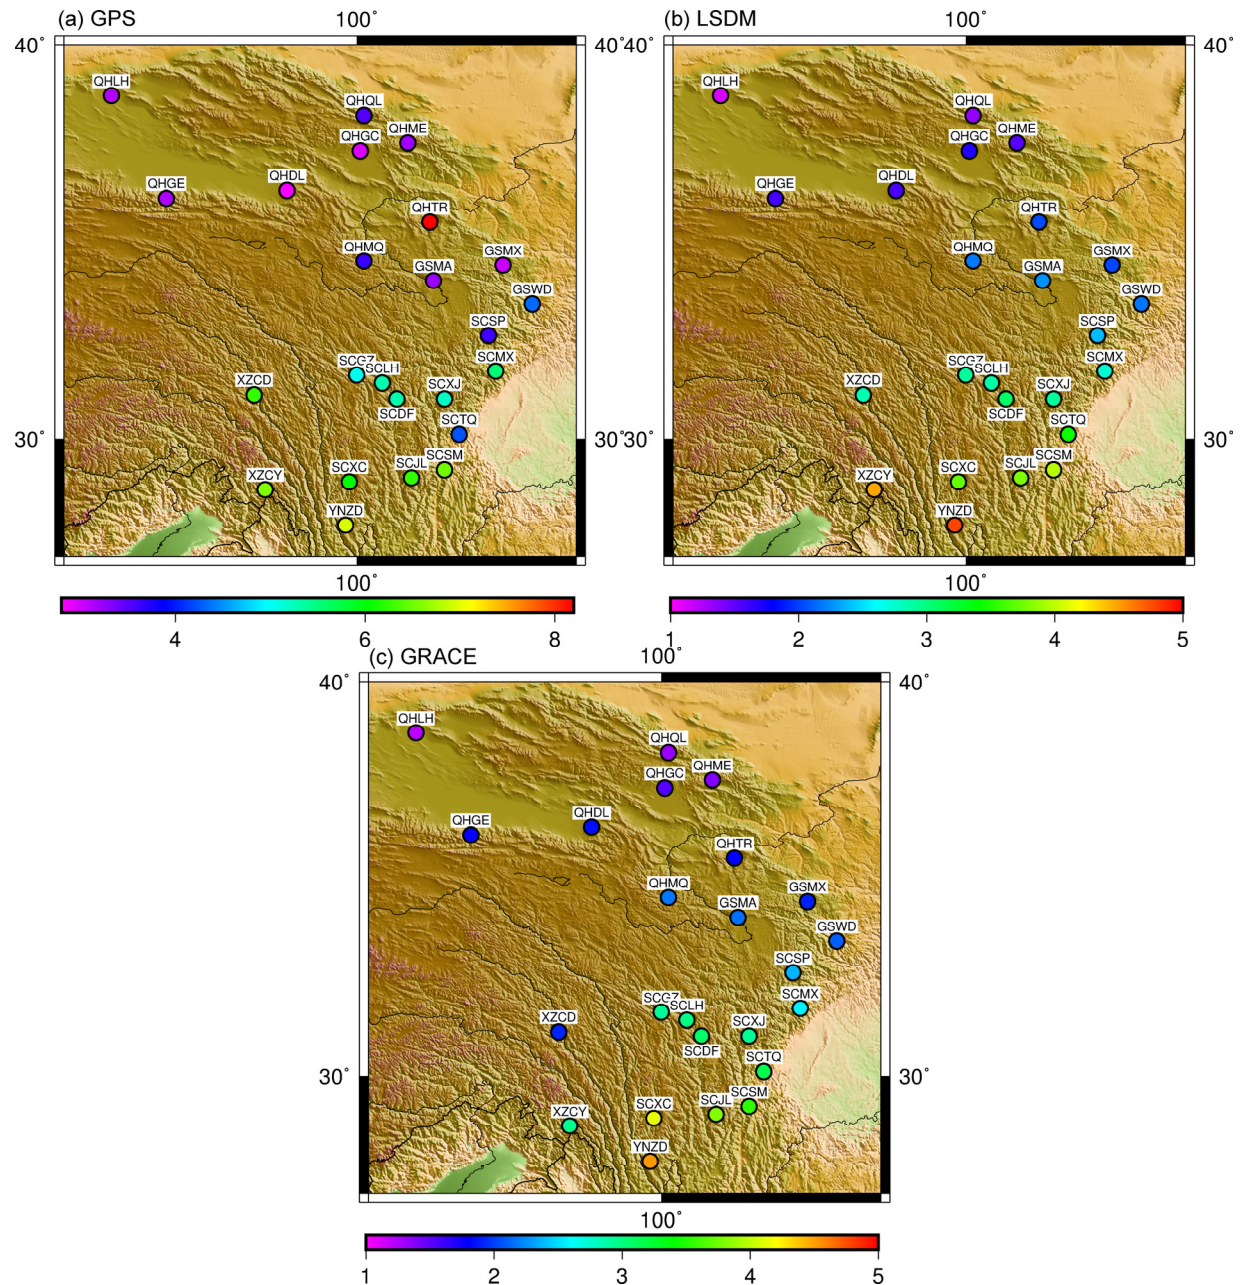 (a) GPS
100°
(b) LSDM
100°
40°
40°
40°
40°
QHLH
QHQL
QHME
QHGC
QHDL
QHGE
QHTR
QHMQ
GSMX
GSMA
GSWD
SCSP
SCMX
SCGZ
SCLH
XZCD
SCXJ
SCDF
SCTQ
SCSM
SCJL
SCXC
XZCY
YNZD
30°
30°
100°
4
6
8
QHLH
QHQL
QHME
QHGC
QHDL
QHGE
QHTR
QHMQ
GSMX
GSMA
GSWD
SCSP
SCMX
SCGZ
SCLH
XZCD
SCXJ
SCDF
SCTQ
SCSM
SCJL
SCXC
XZCY
YNZD
30°
30°
100°
1
2
3
4
5
(c) GRACE
100°
40°
40°
QHLH
QHQL
QHME
QHGC
QHDL
QHGE
QHTR
QHMQ
GSMX
GSMA
GSWD
SCSP
SCMX
SCGZ
SCLH
XZCD
SCXJ
SCDF
SCTQ
SCSM
SCJL
SCXC
XZCY
YNZD
30°
30°
100°
1
2
3
4
5